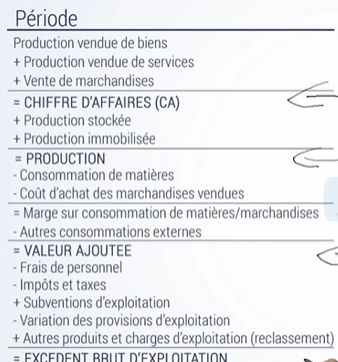 Période
Production vendue de biens
+ Production vendue de services
+ Vente de marchandises
= CHIFFRE D'AFFAIRES (CA)
+ Production stockée
+ Production immobilisée
= PRODUCTION
- Consommation de matières
- Coût d'achat des marchandises vendues
= Marge sur consommation de matières/marchandises
- Autres consommations externes
= VALEUR AJOUTEE
- Frais de personnel
- Impôts et taxes
+ Subventions d'exploitation
- Variation des provisions d'exploitation
+ Autres produits et charges d'exploitation (reclassement)
= EXCEDENT BRUT D'EXPLOITATION